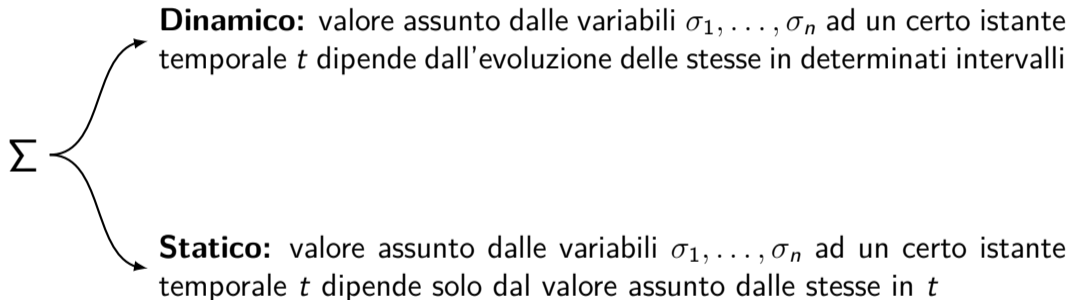 Dinamico: valore assunto dalle variabili σ₁, . . . , σₙ ad un certo istante
temporale t dipende dall'evoluzione delle stesse in determinati intervalli
Σ
Statico: valore assunto dalle variabili σ₁, . . . , σₙ ad un certo istante
temporale t dipende solo dal valore assunto dalle stesse in t